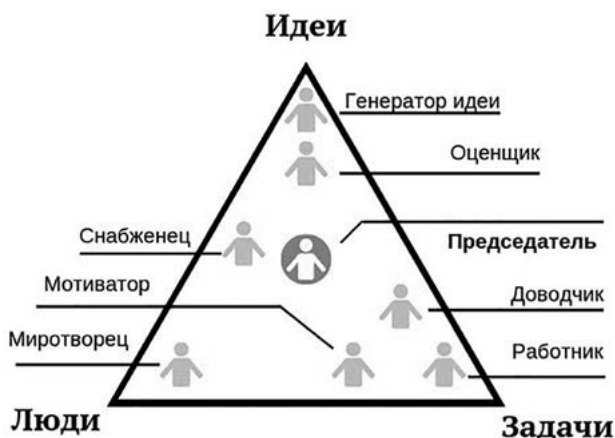 Идеи
Генератор идеи
Оценщик
Снабженец
Председатель
Мотиватор
Доводчик
Миротворец
Работник
Люди
Задачи